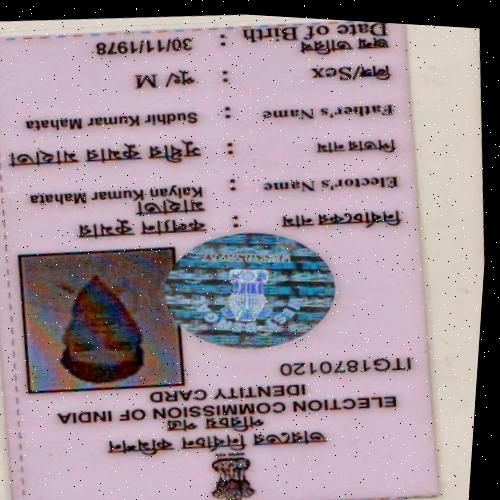 ভারতের নির্বাচন কমিশন
পরিচয় পত্র
ELECTION COMMISSION OF INDIA
IDENTITY CARD
ITG1870120
নির্বাচকের নাম : কল্যান কুমার মাহাতা
Elector's Name : Kalyan Kumar Mahata
পিতার নাম : সুধীর কুমার মাহাতা
Father's Name : Sudhir Kumar Mahata
লিঙ্গ/Sex : পুং/ M
জন্ম তারিখ
Date of Birth : 30/11/1978